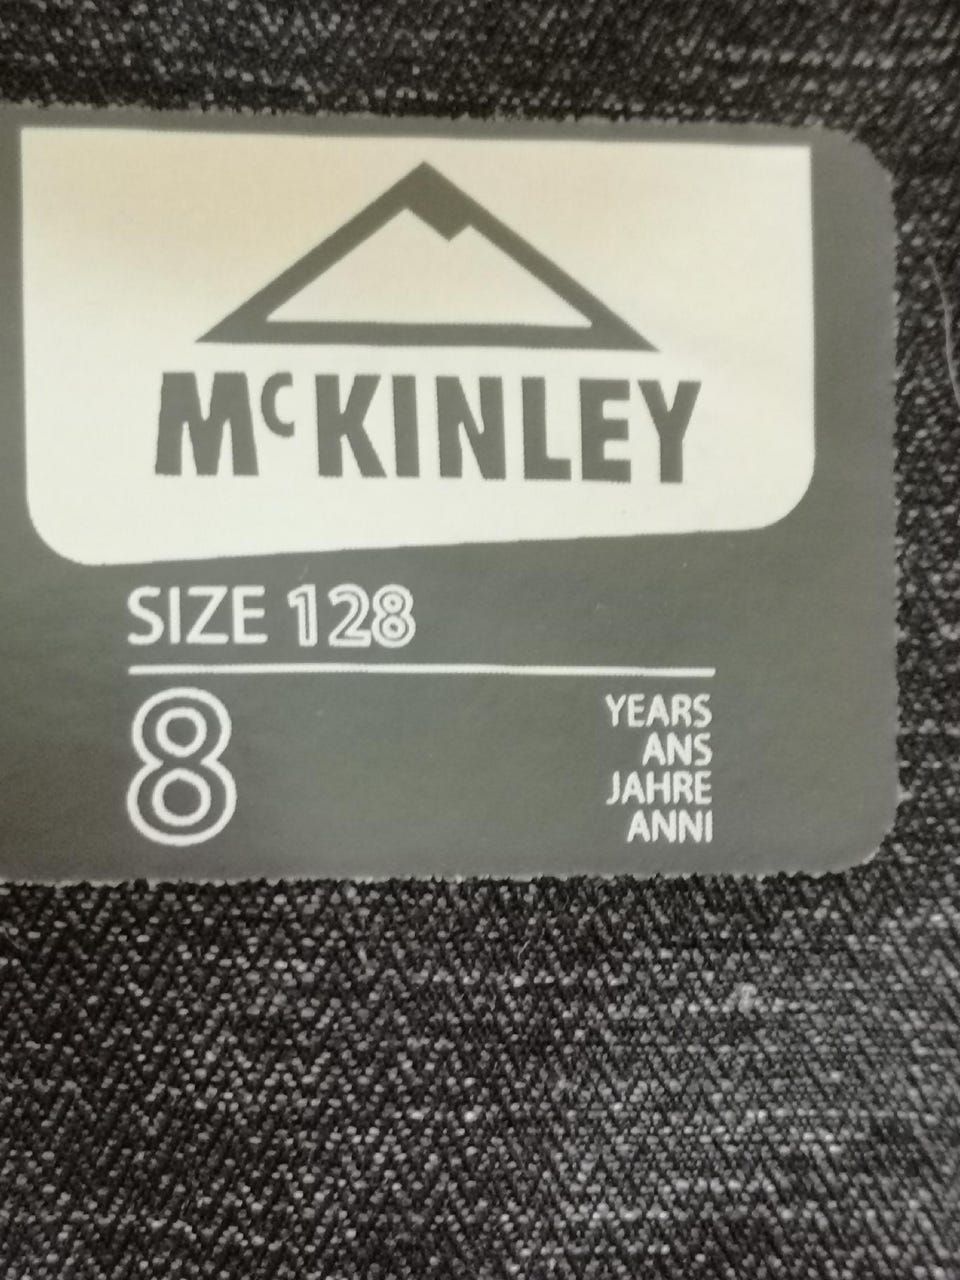 McKINLEY
SIZE 128
8 YEARS
ANS
JAHRE
ANNI